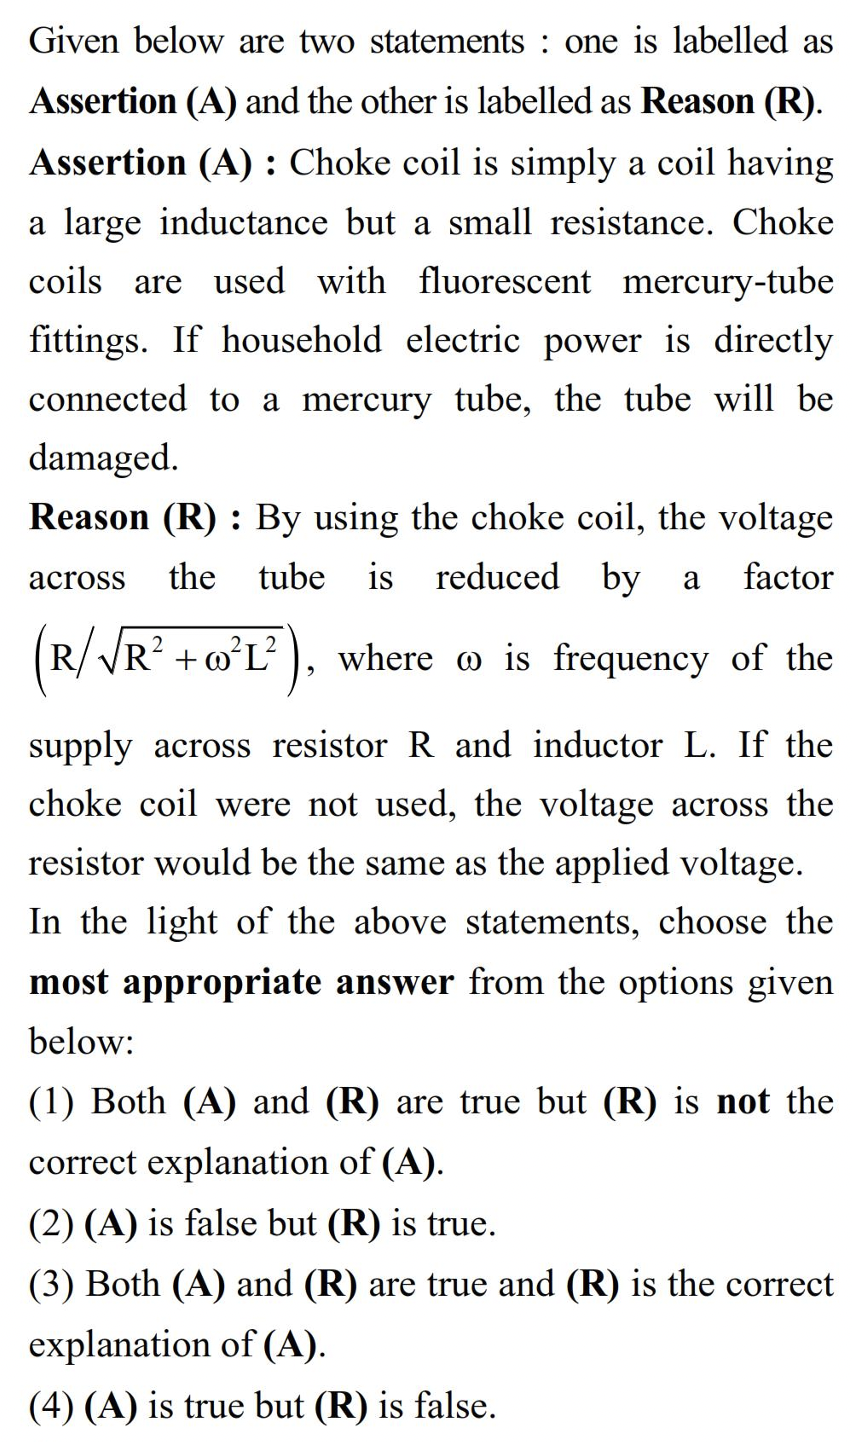 Given below are two statements : one is labelled as
Assertion (A) and the other is labelled as Reason (R).
Assertion (A) : Choke coil is simply a coil having
a large inductance but a small resistance. Choke
coils are used with fluorescent mercury-tube
fittings. If household electric power is directly
connected to a mercury tube, the tube will be
damaged.
Reason (R) : By using the choke coil, the voltage
across the tube is reduced by a factor
(R/√(R² + ω²L²)), where ω is frequency of the
supply across resistor R and inductor L. If the
choke coil were not used, the voltage across the
resistor would be the same as the applied voltage.
In the light of the above statements, choose the
most appropriate answer from the options given
below:
(1) Both (A) and (R) are true but (R) is not the
correct explanation of (A).
(2) (A) is false but (R) is true.
(3) Both (A) and (R) are true and (R) is the correct
explanation of (A).
(4) (A) is true but (R) is false.